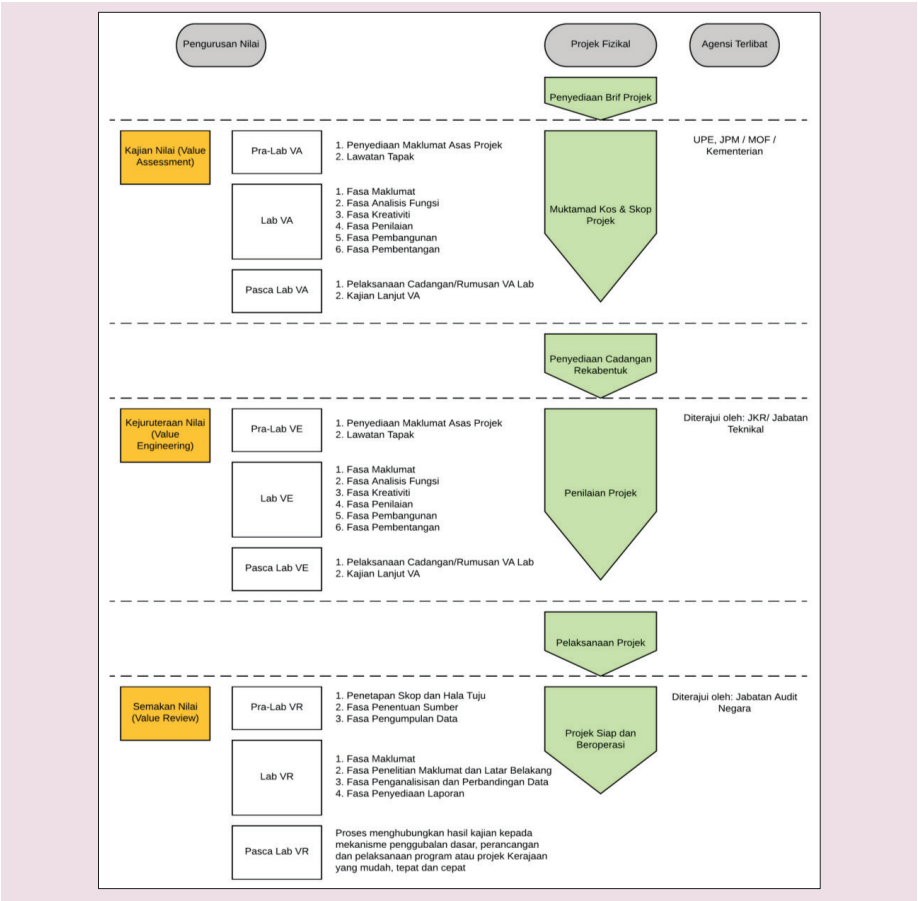 Pengurusan Nilai
Projek Fizikal
Agensi Terlibat
Penyediaan Brif Projek
Kajian Nilai (Value
Assessment)
Pra-Lab VA
1. Penyediaan Maklumat Asas Projek
2. Lawatan Tapak
Lab VA
1. Fasa Maklumat
2. Fasa Analisis Fungsi
3. Fasa Kreativiti
4. Fasa Penilaian
5. Fasa Pembangunan
6. Fasa Pembentangan
Pasca Lab VA
1. Pelaksanaan Cadangan/Rumusan VA Lab
2. Kajian Lanjut VA
Muktamad Kos & Skop
Projek
UPE, JPM / MOF /
Kementerian
Penyediaan Cadangan
Rekabentuk
Kejuruteraan Nilai
(Value
Engineering)
Pra-Lab VE
1. Penyediaan Maklumat Asas Projek
2. Lawatan Tapak
Lab VE
1. Fasa Maklumat
2. Fasa Analisis Fungsi
3. Fasa Kreativiti
4. Fasa Penilaian
5. Fasa Pembangunan
6. Fasa Pembentangan
Pasca Lab VE
1. Pelaksanaan Cadangan/Rumusan VA Lab
2. Kajian Lanjut VA
Penilaian Projek
Diterajui oleh: JKR/ Jabatan
Teknikal
Pelaksanaan Projek
Semakan Nilai
(Value Review)
Pra-Lab VR
1. Penetapan Skop dan Hala Tuju
2. Fasa Penentuan Sumber
3. Fasa Pengumpulan Data
Lab VR
1. Fasa Maklumat
2. Fasa Penelitian Maklumat dan Latar Belakang
3. Fasa Penganalisisan dan Perbandingan Data
4. Fasa Penyediaan Laporan
Pasca Lab VR
Proses menghubungkan hasil kajian kepada
mekanisme penggubalan dasar, perancangan
dan pelaksanaan program atau projek Kerajaan
yang mudah, tepat dan cepat
Projek Siap dan
Beroperasi
Diterajui oleh: Jabatan Audit
Negara